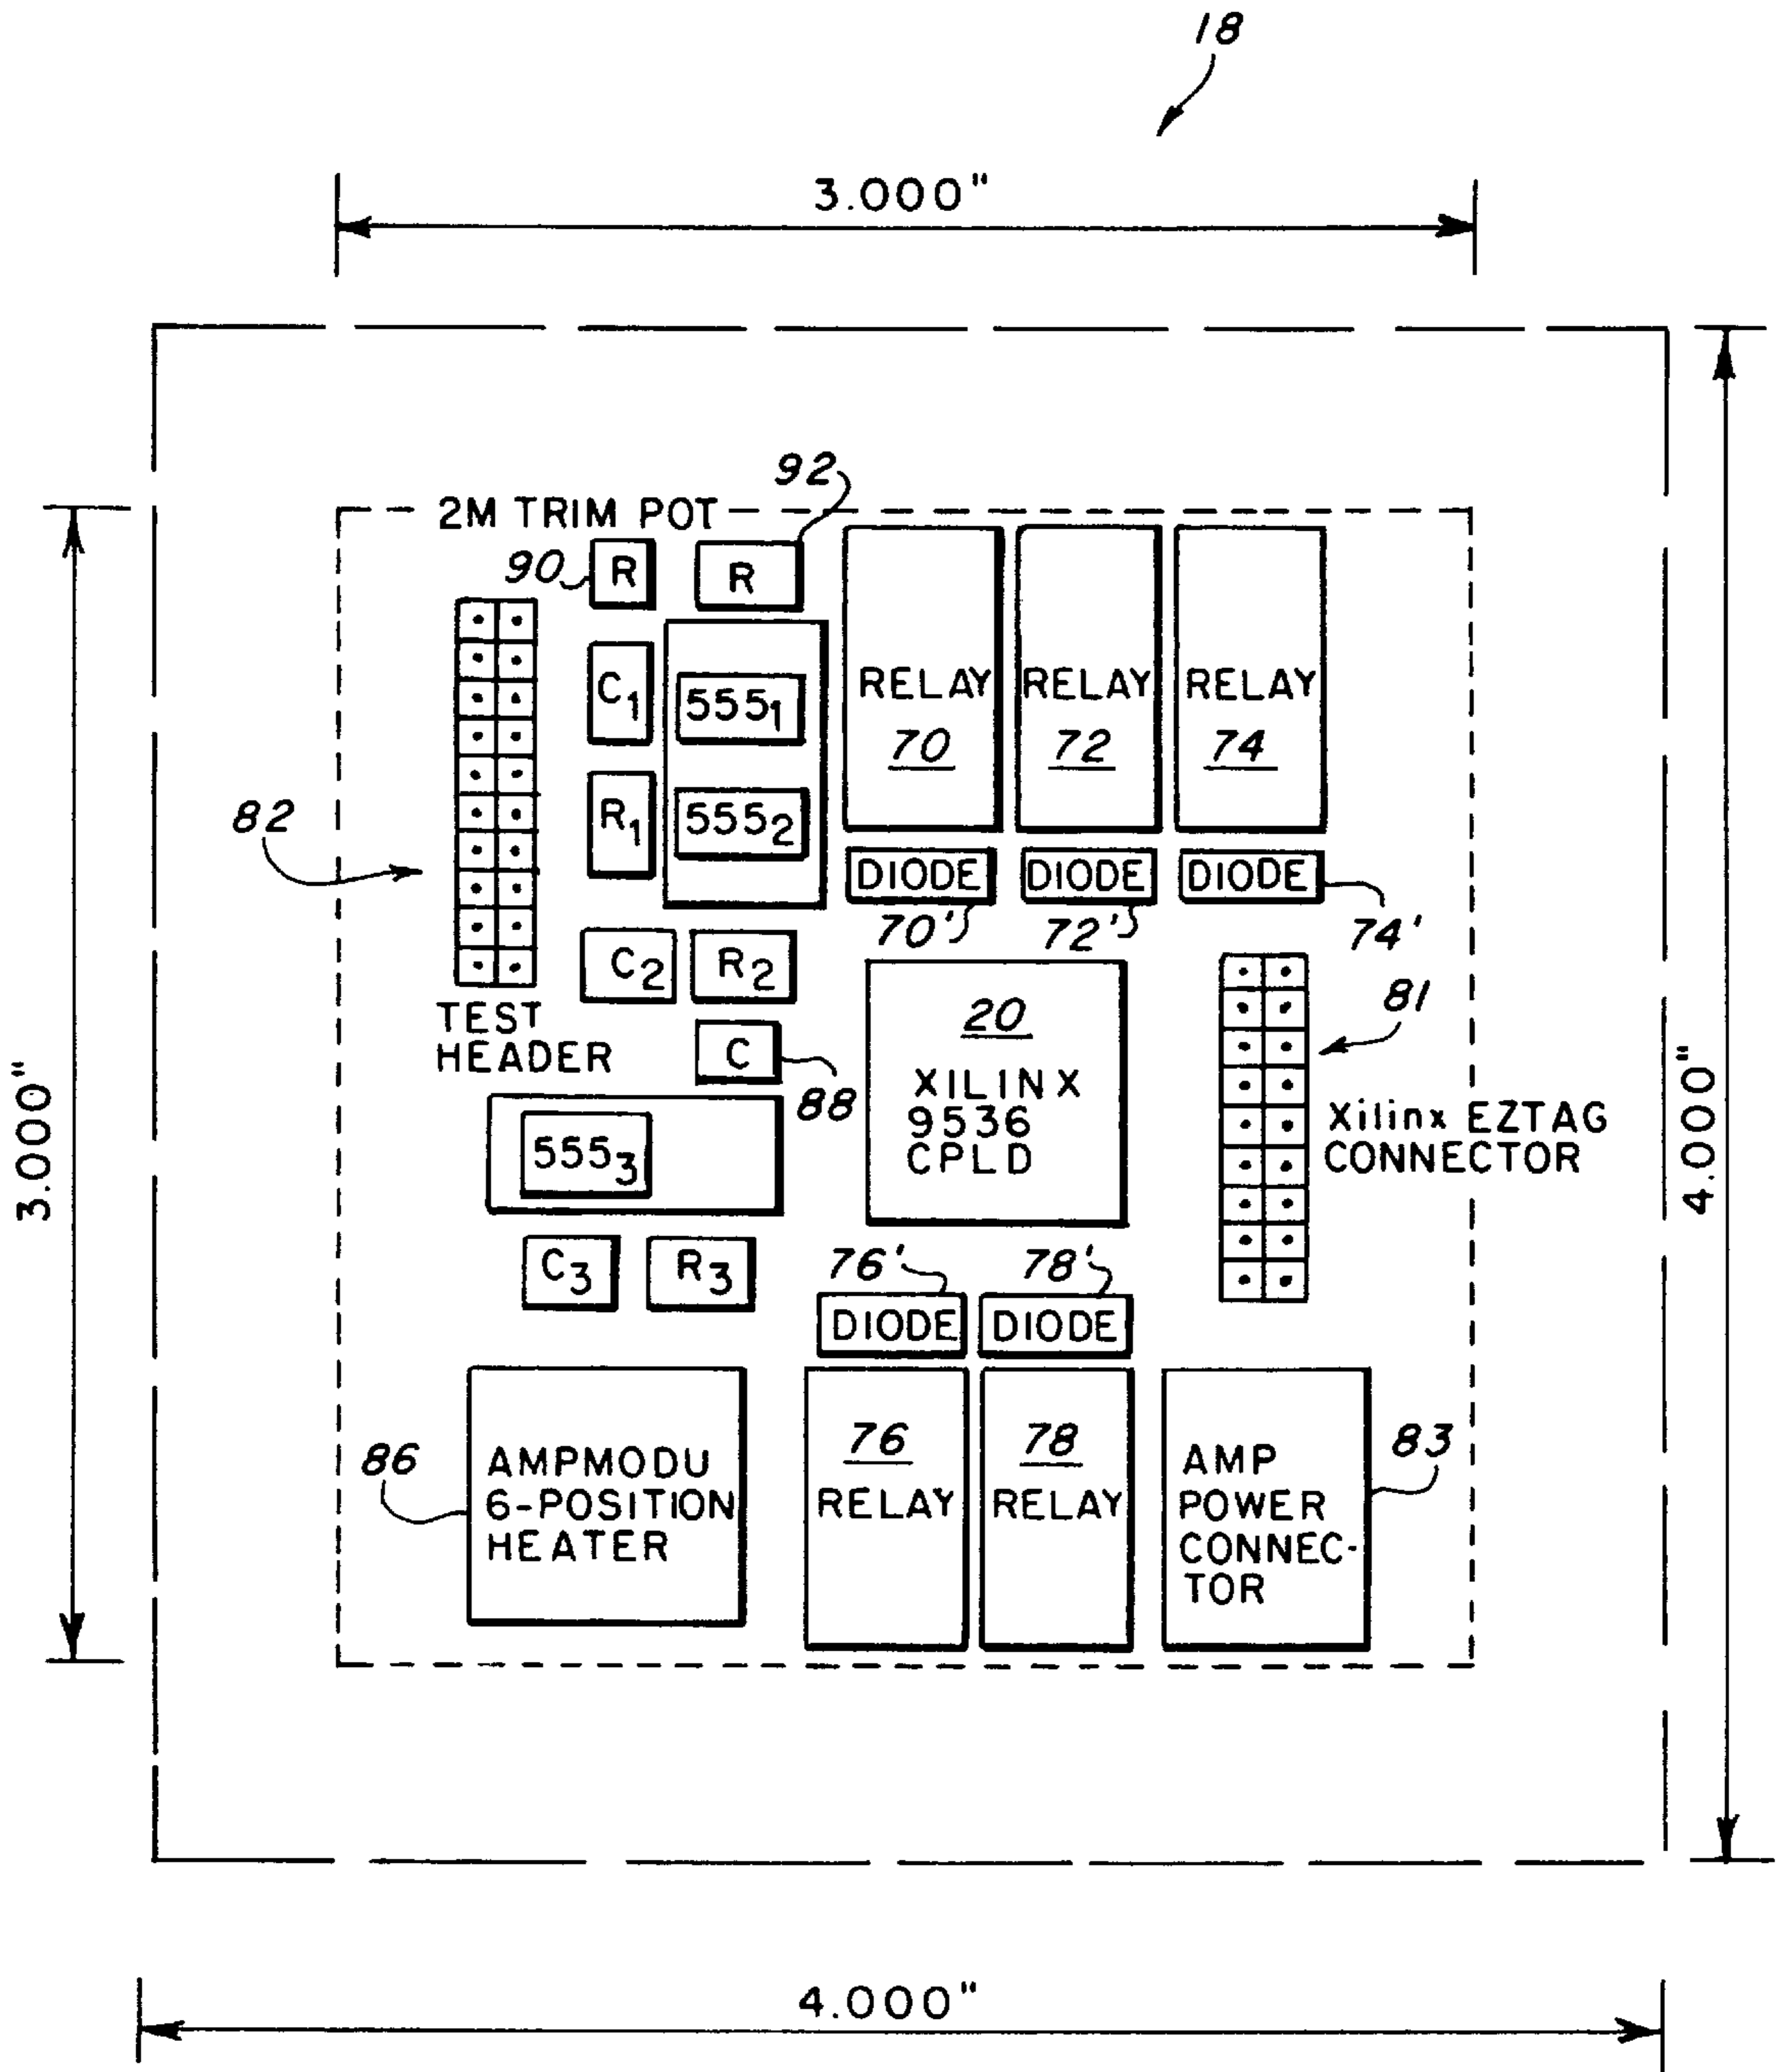 18
3.000"
92
2M TRIM POT
90
R
R
C1
5551
RELAY
70
RELAY
72
RELAY
74
R1
5552
82
DIODE
DIODE
DIODE
70'
72'
74'
C2
R2
TEST
HEADER
C
88
20
XILINX
9536
CPLD
81
Xilinx EZTAG
CONNECTOR
3.000"
4.000"
5553
C3
R3
76'
78'
DIODE
DIODE
86
AMPMODU
6-POSITION
HEATER
76
RELAY
78
RELAY
AMP
POWER
CONNEC-
TOR
83
4.000"